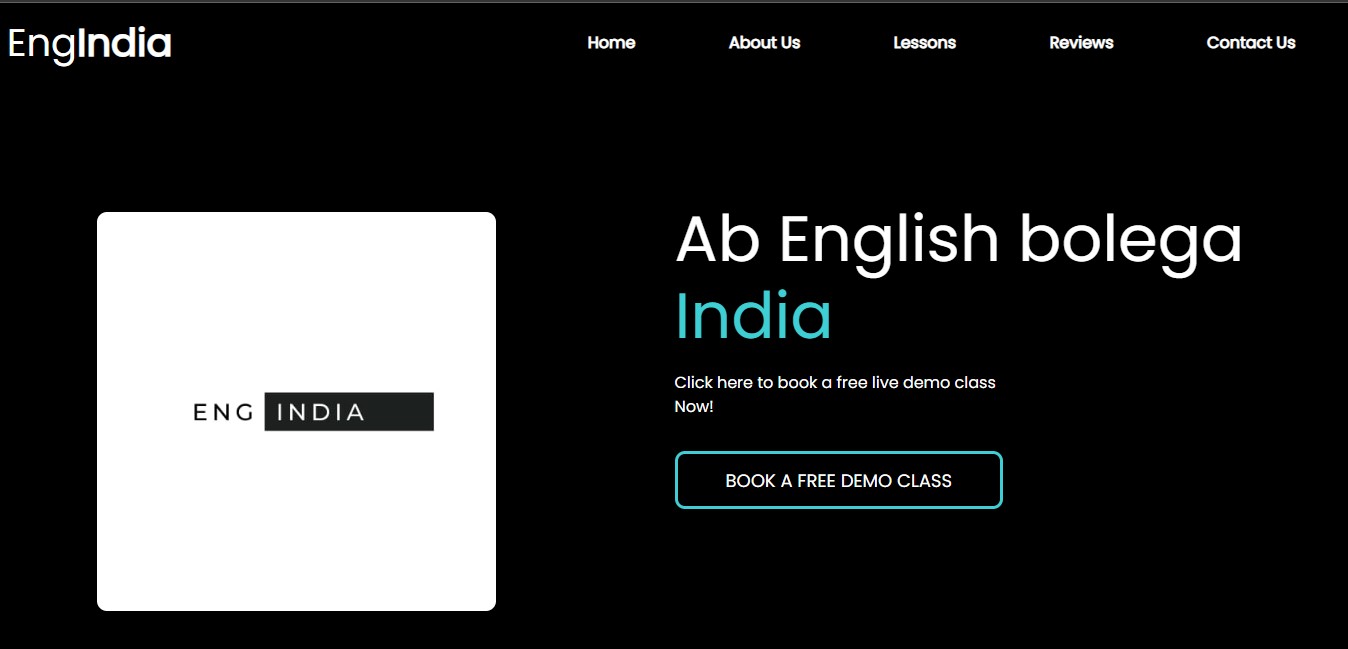 EngIndia
Home About Us Lessons Reviews Contact Us
ENG INDIA
Ab English bolega
India
Click here to book a free live demo class
Now!
BOOK A FREE DEMO CLASS